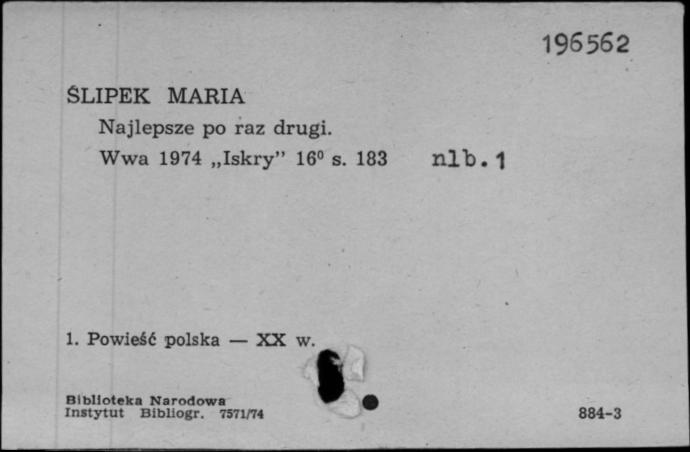 196562
ŚLIPEK MARIA
Najlepsze po raz drugi.
Wwa 1974 „Iskry” 16⁰ s. 183 nlb.1
1. Powieść polska — XX w.
Biblioteka Narodowa
Instytut Bibliogr. 7571/74 884-3